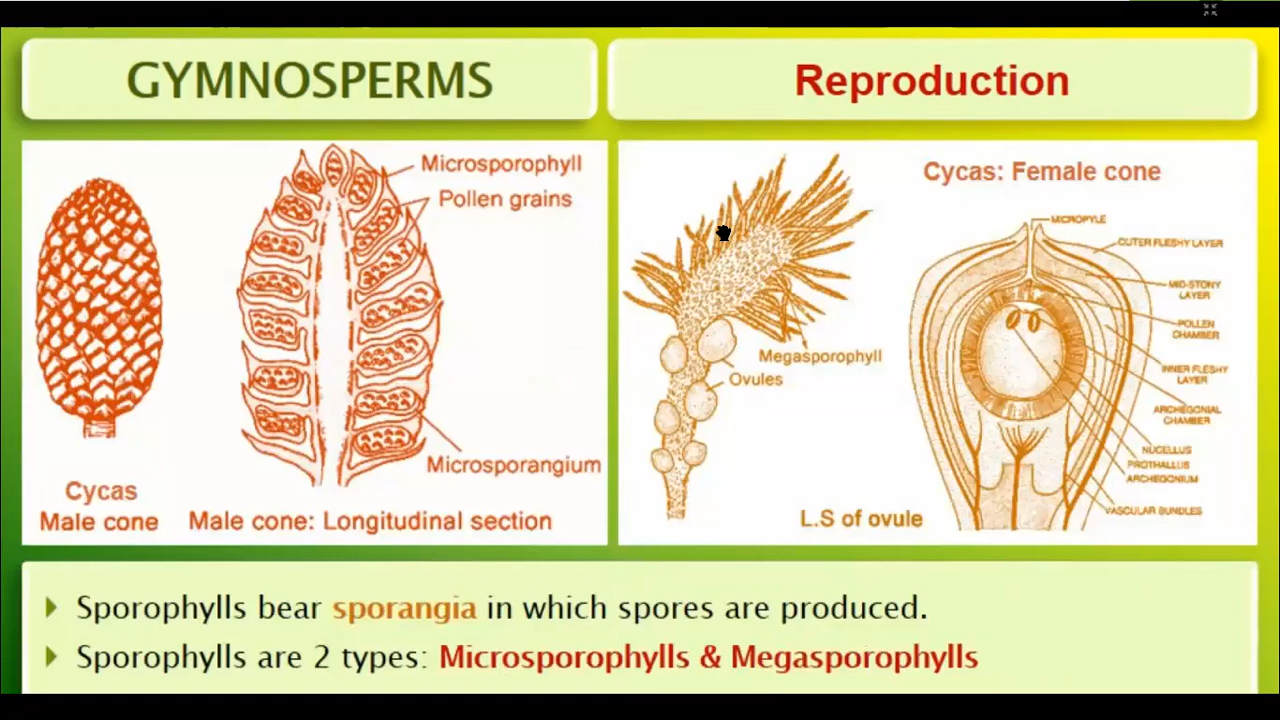 GYMNOSPERMS
Reproduction
Microsporophyll
Pollen grains
Microsporangium
Cycas
Male cone
Male cone: Longitudinal section
Cycas: Female cone
Megasporophyll
Ovules
L.S of ovule
MICROPYLE
OUTER FLESHY LAYER
MID-STONY
LAYER
POLLEN
CHAMBER
INNER FLESHY
LAYER
ARCHEGONIAL
CHAMBER
NUCELLUS
PROTHALLUS
ARCHEGONIUM
VASCULAR BUNDLES
Sporophylls bear sporangia in which spores are produced.
Sporophylls are 2 types: Microsporophylls & Megasporophylls